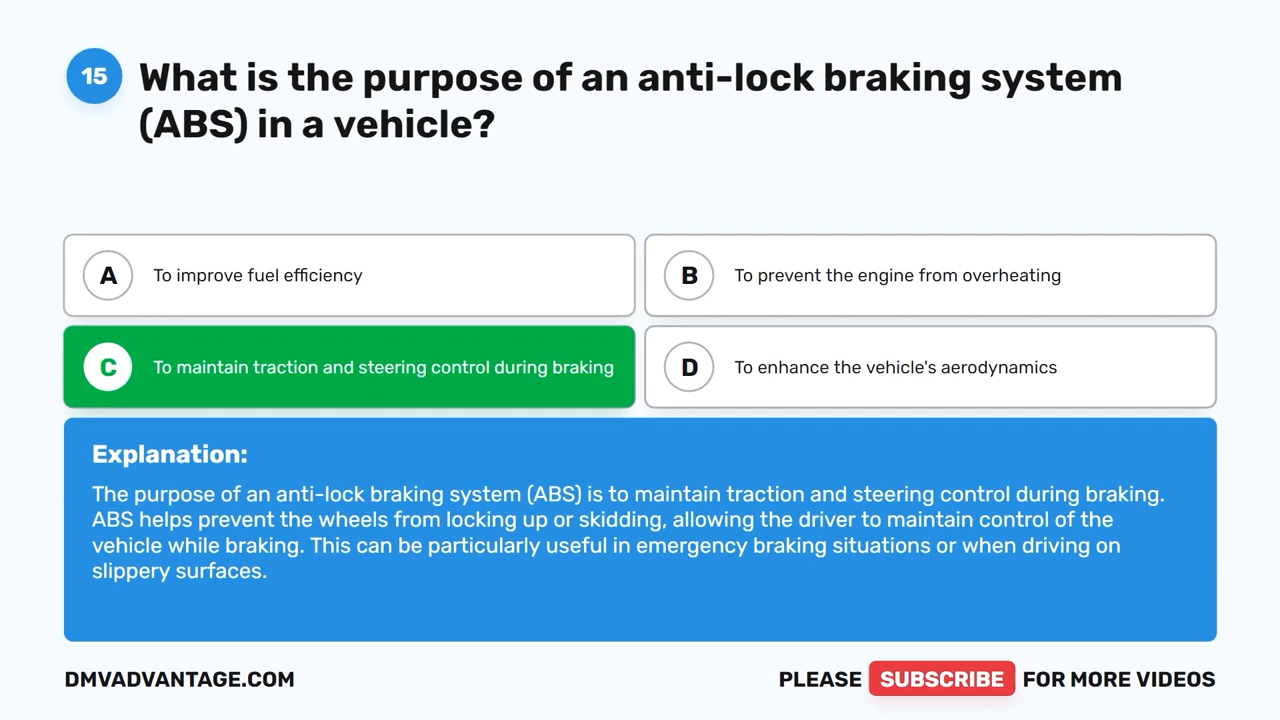 15
What is the purpose of an anti-lock braking system
(ABS) in a vehicle?
A To improve fuel efficiency
B To prevent the engine from overheating
C To maintain traction and steering control during braking
D To enhance the vehicle's aerodynamics
Explanation:
The purpose of an anti-lock braking system (ABS) is to maintain traction and steering control during braking.
ABS helps prevent the wheels from locking up or skidding, allowing the driver to maintain control of the
vehicle while braking. This can be particularly useful in emergency braking situations or when driving on
slippery surfaces.
DMVADVANTAGE.COM
PLEASE SUBSCRIBE FOR MORE VIDEOS